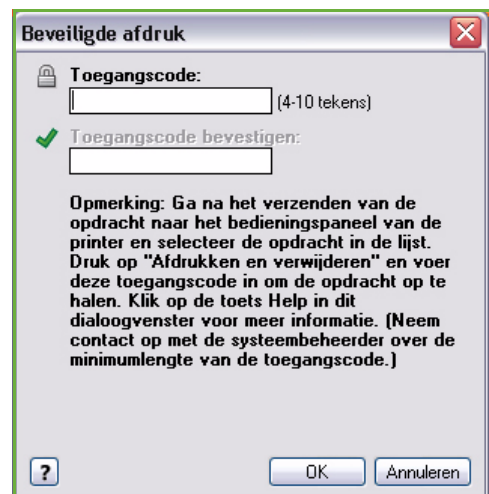 Beveiligde afdruk
Toegangscode:
(4-10 tekens)
Toegangscode bevestigen:
Opmerking: Ga na het verzenden van de
opdracht naar het bedieningspaneel van de
printer en selecteer de opdracht in de lijst.
Druk op "Afdrukken en verwijderen" en voer
deze toegangscode in om de opdracht op te
halen. Klik op de toets Help in dit
dialoogvenster voor meer informatie. (Neem
contact op met de systeembeheerder over de
minimumlengte van de toegangscode.)
? OK Annuleren